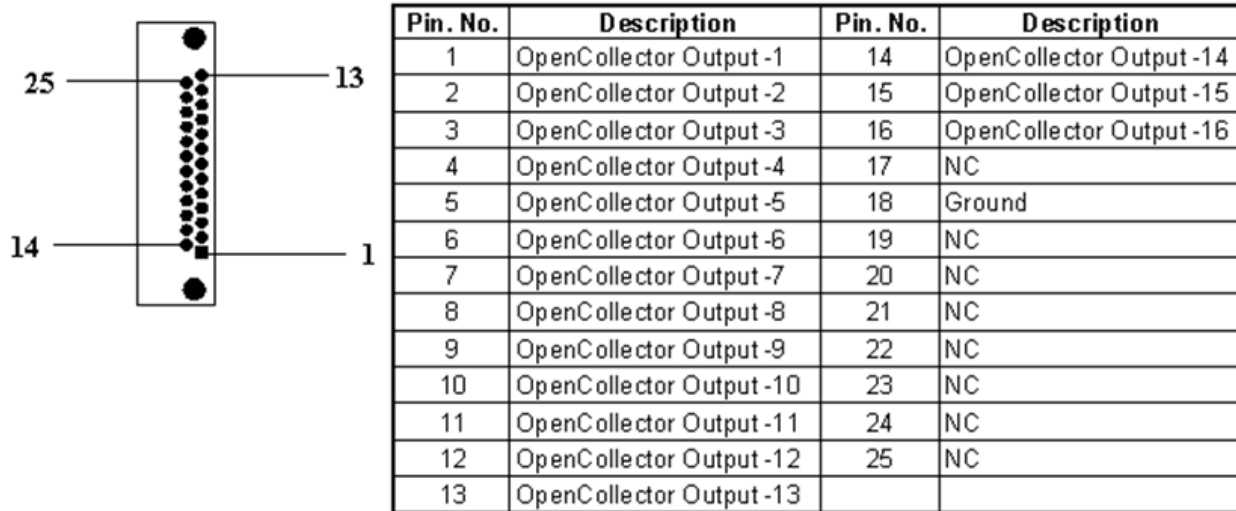 25
13
14
1
Pin. No. Description Pin. No. Description
1 OpenCollector Output -1 14 OpenCollector Output -14
2 OpenCollector Output -2 15 OpenCollector Output -15
3 OpenCollector Output -3 16 OpenCollector Output -16
4 OpenCollector Output -4 17 NC
5 OpenCollector Output -5 18 Ground
6 OpenCollector Output -6 19 NC
7 OpenCollector Output -7 20 NC
8 OpenCollector Output -8 21 NC
9 OpenCollector Output -9 22 NC
10 OpenCollector Output -10 23 NC
11 OpenCollector Output -11 24 NC
12 OpenCollector Output -12 25 NC
13 OpenCollector Output -13